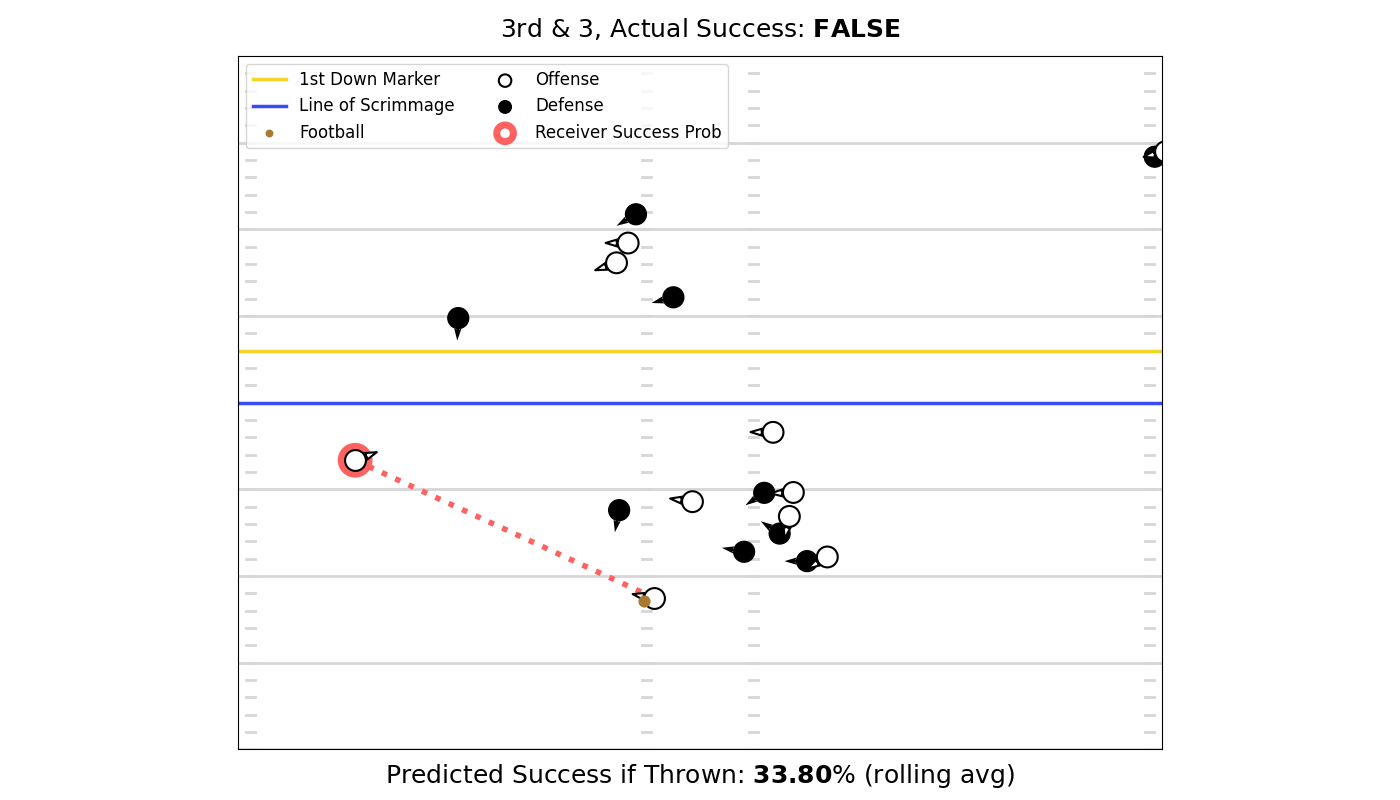 3rd & 3, Actual Success: FALSE
1st Down Marker
Line of Scrimmage
Football
Offense
Defense
Receiver Success Prob
Predicted Success if Thrown: 33.80% (rolling avg)